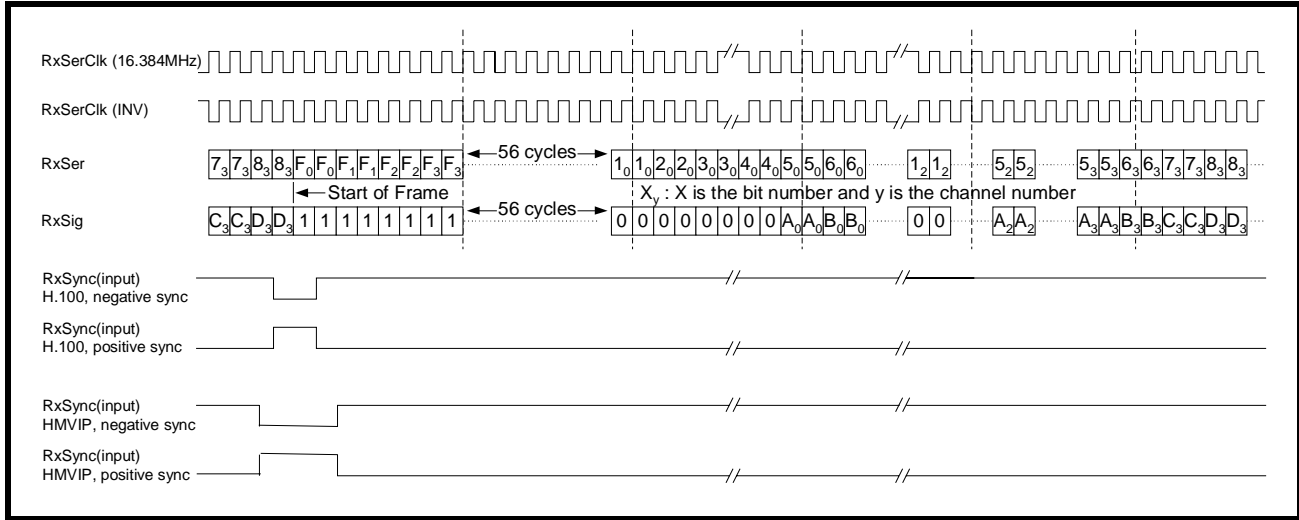 RxSerClk (16.384MHz)
RxSerClk (INV)
RxSer 7₃ 7₃ 8₃ 8₃ F₀ F₀ F₁ F₁ F₂ F₂ F₃ F₃ 56 cycles 1₀ 1₀ 2₀ 2₀ 3₀ 3₀ 4₀ 4₀ 5₀ 5₀ 6₀ 6₀ 1₂ 1₂ 5₂ 5₂ 5₃ 5₃ 6₃ 6₃ 7₃ 7₃ 8₃ 8₃
Start of Frame Xy : X is the bit number and y is the channel number
RxSig C₃ C₃ D₃ D₃ 1 1 1 1 1 1 1 1 56 cycles 0 0 0 0 0 0 0 0 A₀ A₀ B₀ B₀ 0 0 A₂ A₂ A₃ A₃ B₃ B₃ C₃ C₃ D₃ D₃
RxSync(input)
H.100, negative sync
RxSync(input)
H.100, positive sync
RxSync(input)
HMVIP, negative sync
RxSync(input)
HMVIP, positive sync